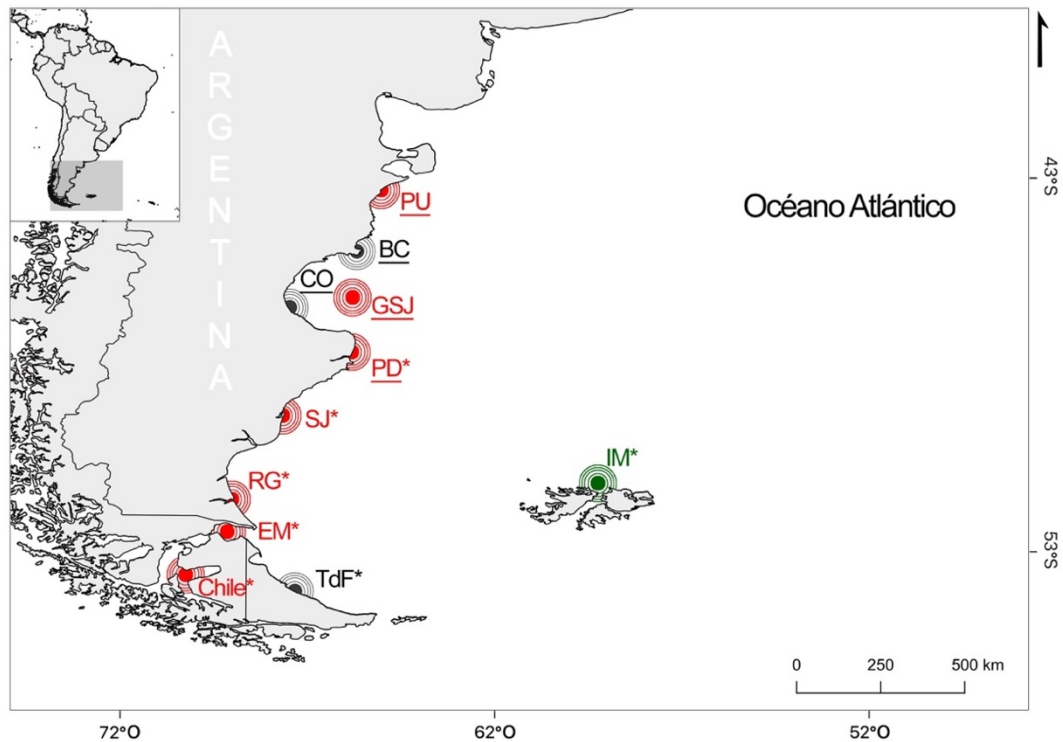 ARGENTINA
43°S
PU
Océano Atlántico
BC
CO
GSJ
PD*
SJ*
IM*
RG*
EM*
53°S
TdF*
Chile*
0 250 500 km
72°O 62°O 52°O